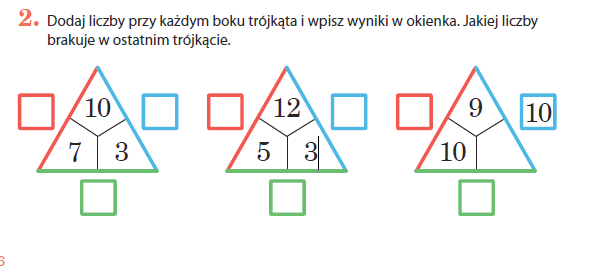 2. Dodaj liczby przy każdym boku trójkąta i wpisz wyniki w okienka. Jakiej liczby
brakuje w ostatnim trójkącie.
10 12 9 10
7 3 5 3 10
6